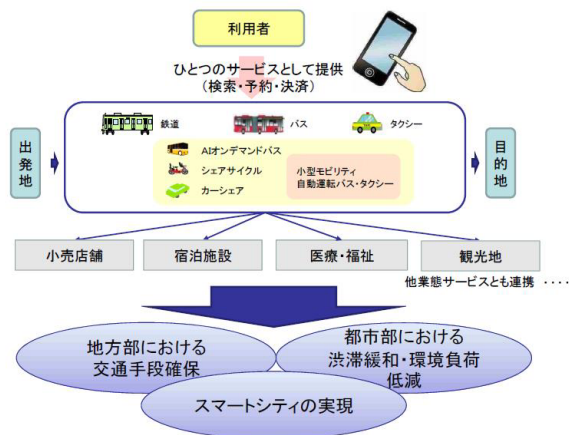 利用者
ひとつのサービスとして提供
(検索・予約・決済)
出発地
鉄道
バス
タクシー
AIオンデマンドバス
シェアサイクル
カーシェア
小型モビリティ
自動運転バス・タクシー
目的地
小売店舗
宿泊施設
医療・福祉
観光地
他業態サービスとも連携 ････
地方部における
交通手段確保
都市部における
渋滞緩和・環境負荷
低減
スマートシティの実現